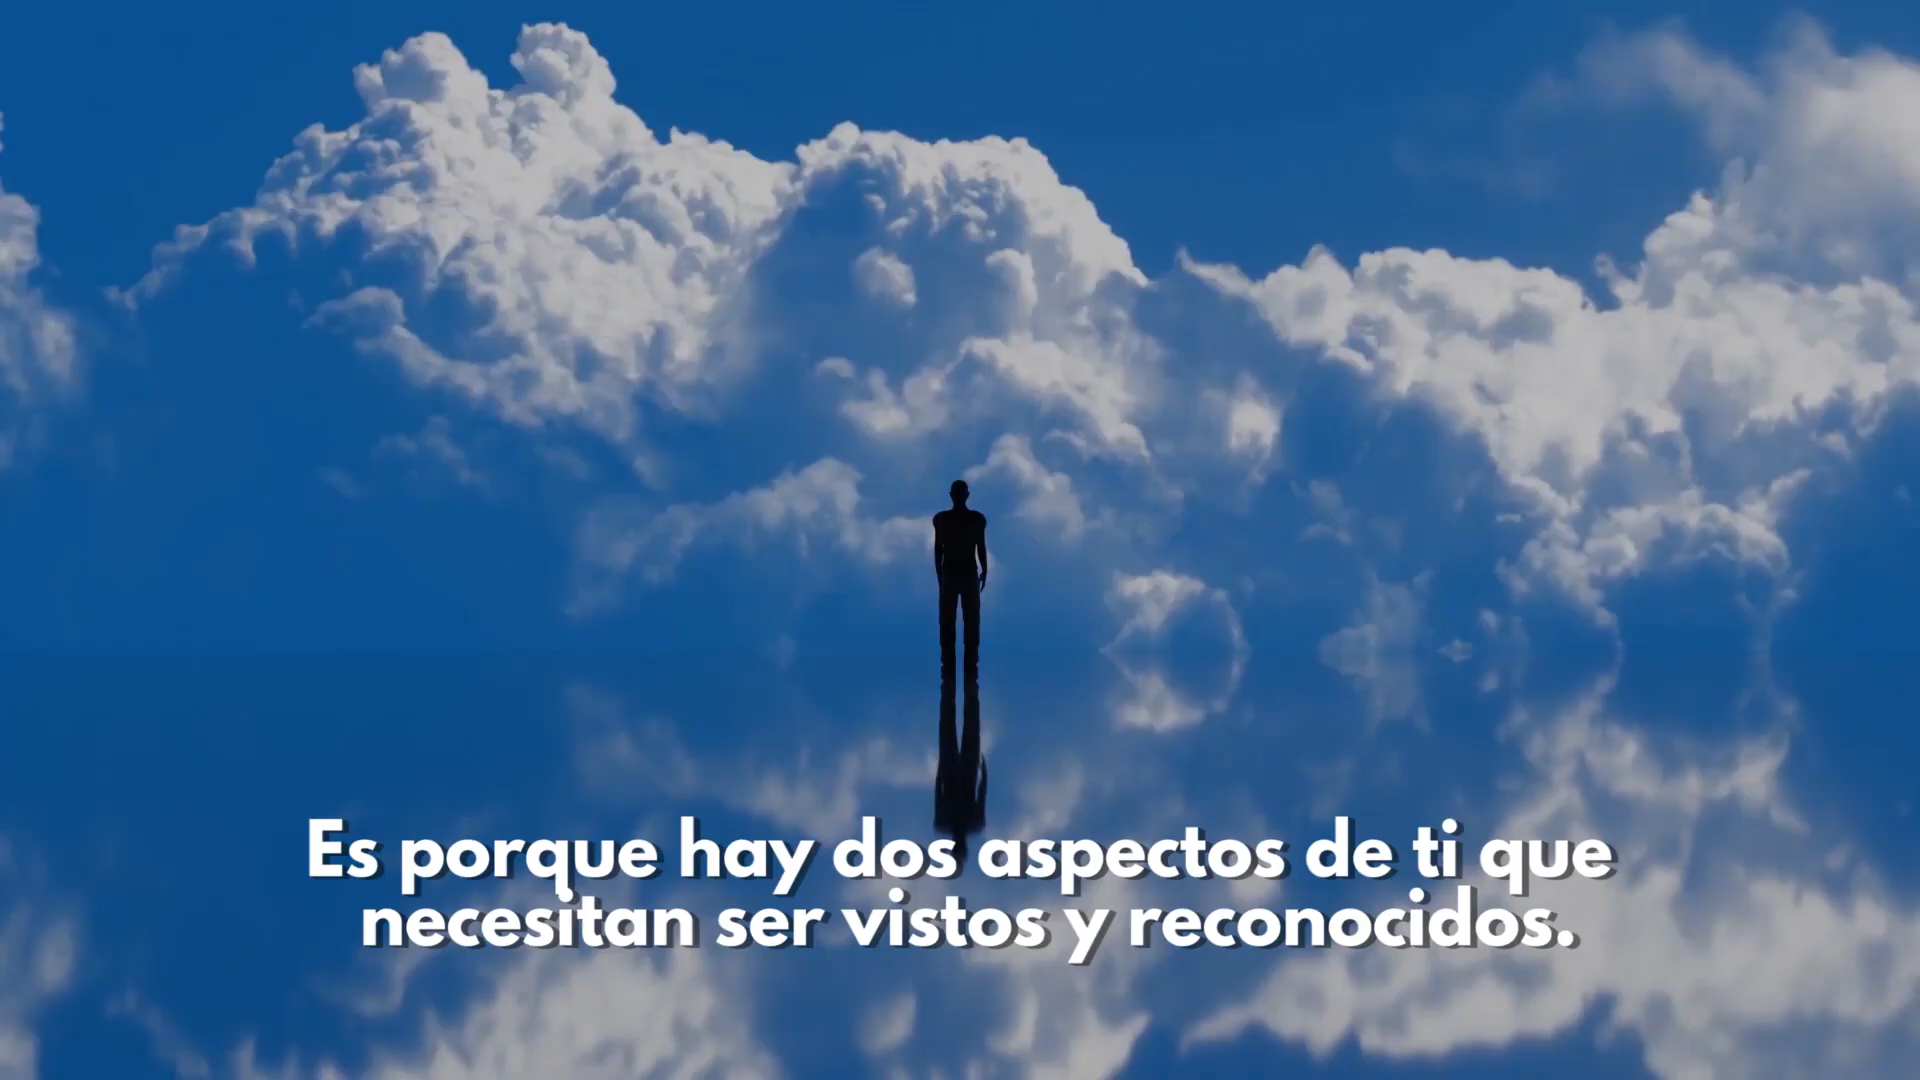 Es porque hay dos aspectos de ti que
necesitan ser vistos y reconocidos.